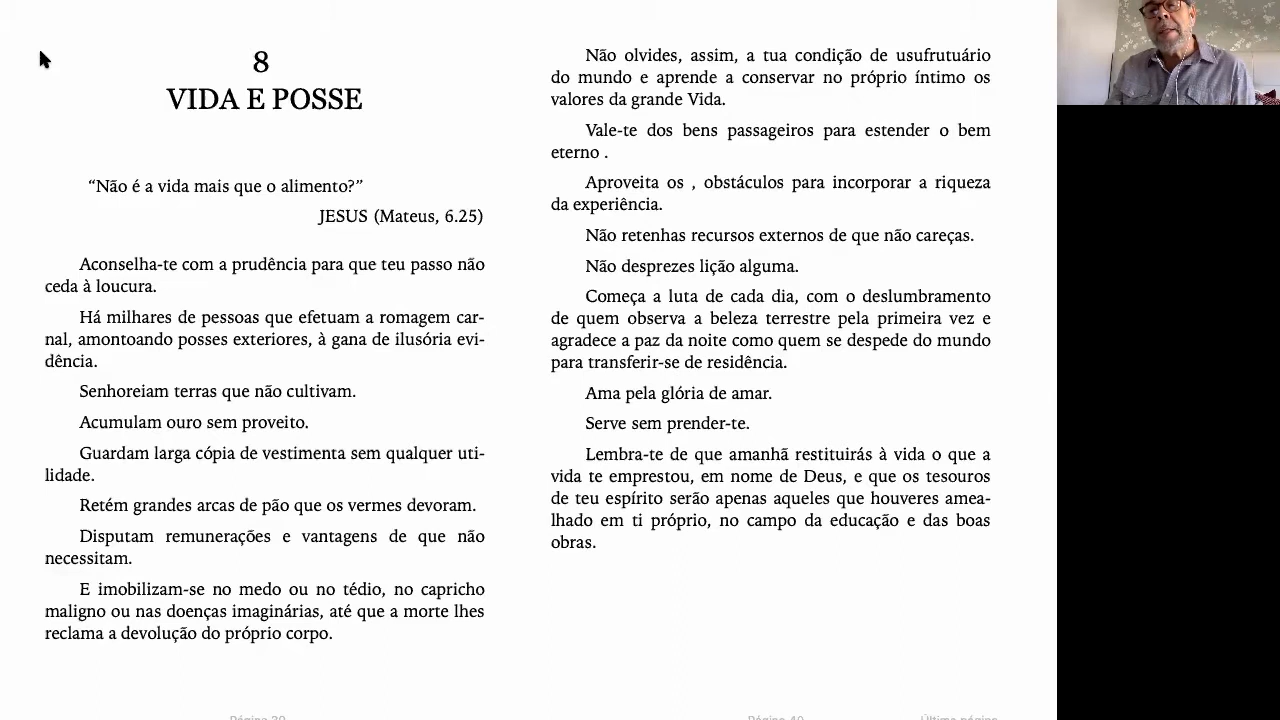 8
VIDA E POSSE
“Não é a vida mais que o alimento?”
JESUS (Mateus, 6.25)
Aconselha-te com a prudência para que teu passo não
ceda à loucura.
Há milhares de pessoas que efetuam a romagem car-
nal, amontoando posses exteriores, à gana de ilusória evi-
dência.
Senhoreiam terras que não cultivam.
Acumulam ouro sem proveito.
Guardam larga cópia de vestimenta sem qualquer uti-
lidade.
Retém grandes arcas de pão que os vermes devoram.
Disputam remunerações e vantagens de que não
necessitam.
E imobilizam-se no medo ou no tédio, no capricho
maligno ou nas doenças imaginárias, até que a morte lhes
reclama a devolução do próprio corpo.
Não olvides, assim, a tua condição de usufrutuário
do mundo e aprende a conservar no próprio íntimo os
valores da grande Vida.
Vale-te dos bens passageiros para estender o bem
eterno .
Aproveita os , obstáculos para incorporar a riqueza
da experiência.
Não retenhas recursos externos de que não careças.
Não desprezes lição alguma.
Começa a luta de cada dia, com o deslumbramento
de quem observa a beleza terrestre pela primeira vez e
agradece a paz da noite como quem se despede do mundo
para transferir-se de residência.
Ama pela glória de amar.
Serve sem prender-te.
Lembra-te de que amanhã restituirás à vida o que a
vida te emprestou, em nome de Deus, e que os tesouros
de teu espírito serão apenas aqueles que houveres amea-
lhado em ti próprio, no campo da educação e das boas
obras.
Página 39
Página 40
Última página